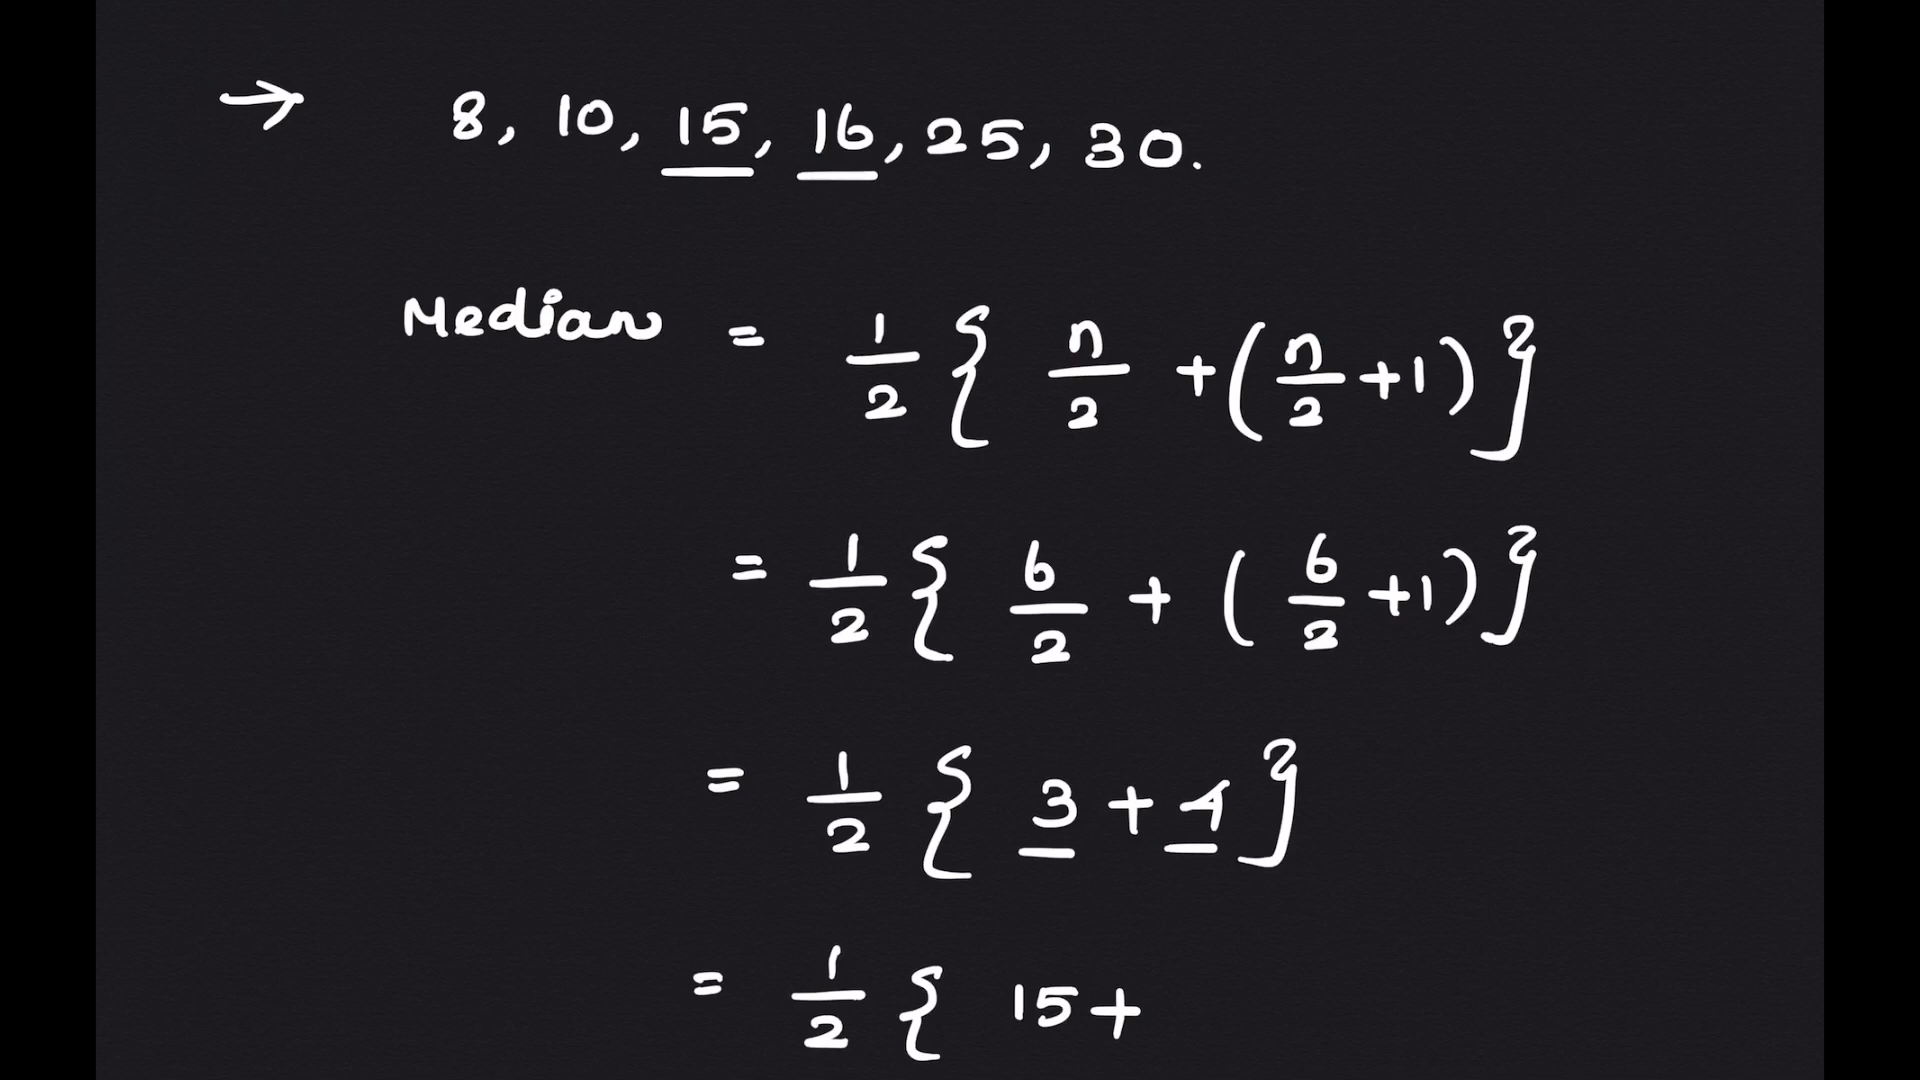 → 8, 10, 15, 16, 25, 30.
Median = 1/2 { n/2 + (n/2 + 1) }
= 1/2 { 6/2 + (6/2 + 1) }
= 1/2 { 3 + 4 }
= 1/2 { 15 +